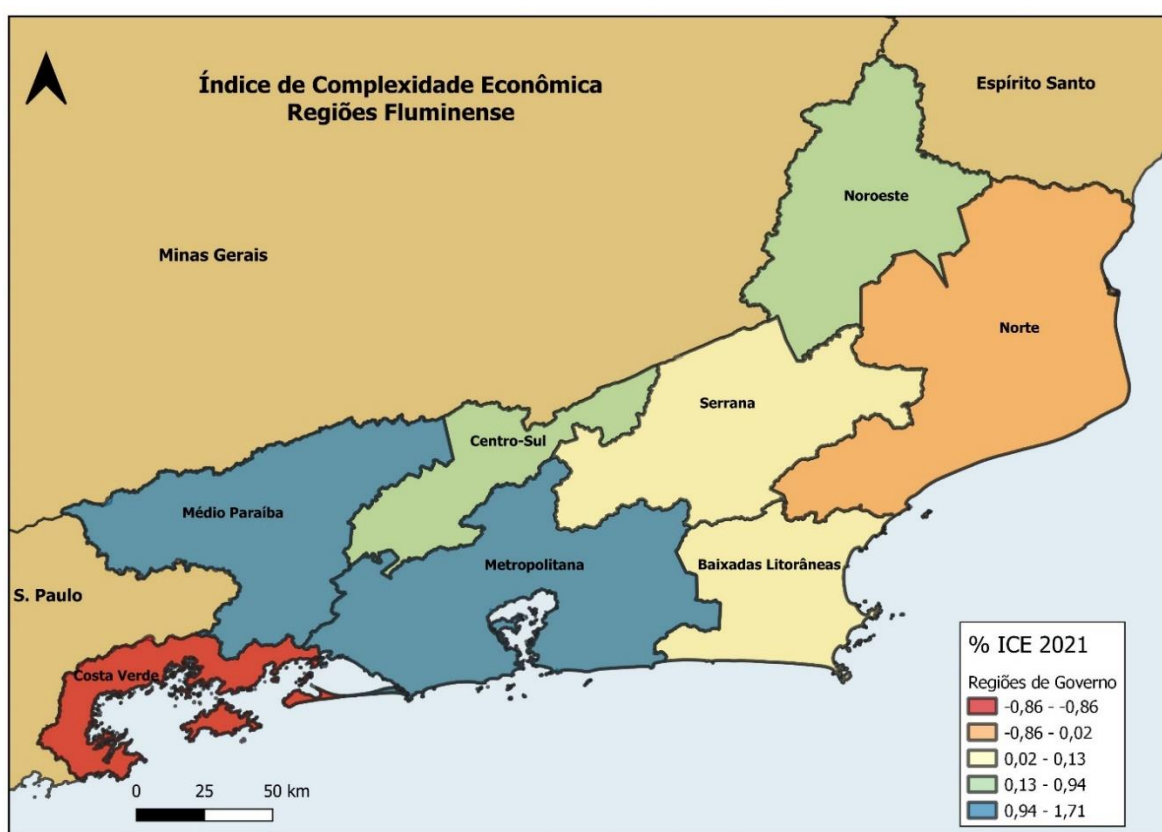 Índice de Complexidade Econômica
Regiões Fluminense
Espírito Santo
Minas Gerais
Noroeste
Norte
Serrana
Centro-Sul
Médio Paraíba
Metropolitana
Baixadas Litorâneas
S. Paulo
Costa Verde
0 25 50 km
% ICE 2021
Regiões de Governo
-0,86 - -0,86
-0,86 - 0,02
0,02 - 0,13
0,13 - 0,94
0,94 - 1,71